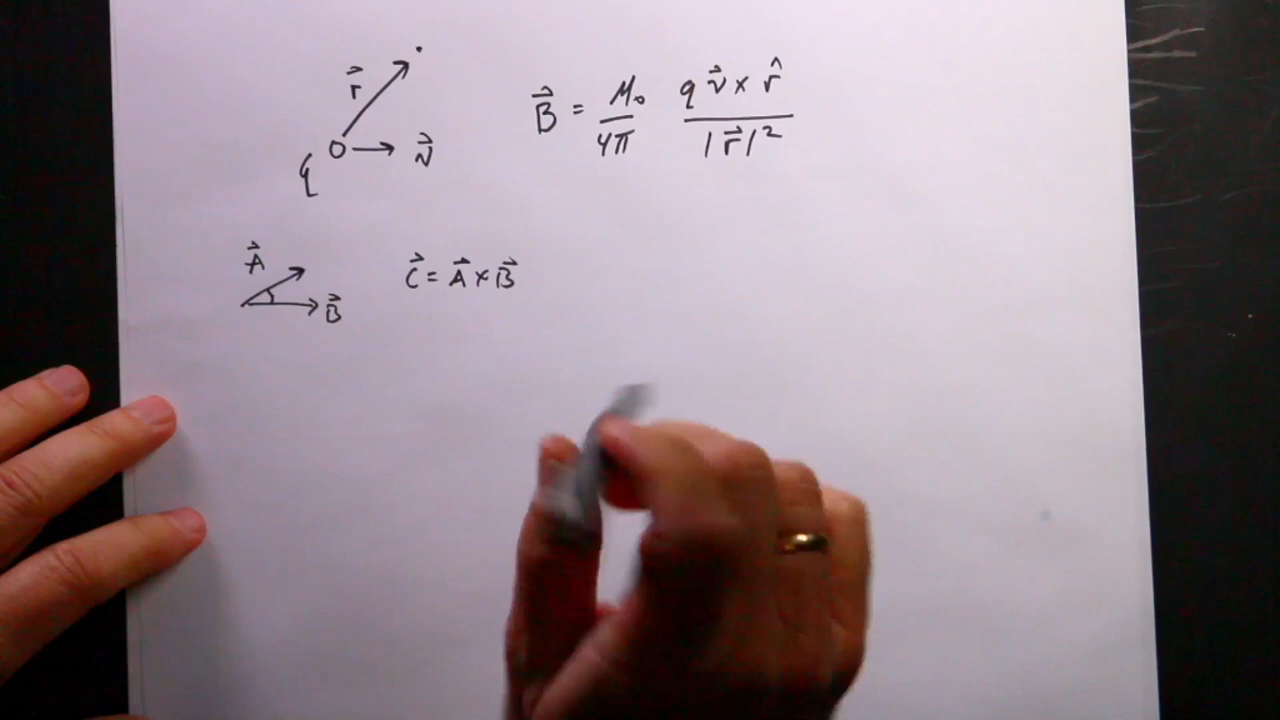 r⃗
q
v⃗
B⃗ = μ₀/4π q v⃗ × r̂/|r⃗|²
A⃗
B⃗
C⃗ = A⃗ × B⃗